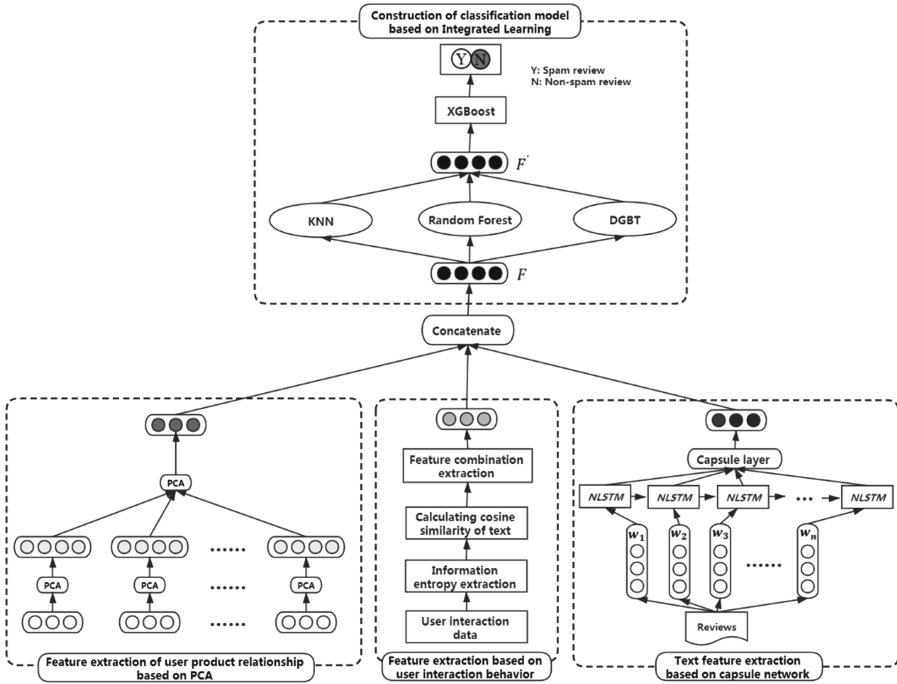 Construction of classification model
based on Integrated Learning
Y N
Y: Spam review
N: Non-spam review
XGBoost
F'
KNN
Random Forest
DGBT
F
Concatenate
PCA
PCA
PCA
......
PCA
......
......
Feature extraction of user product relationship
based on PCA
Feature combination
extraction
Calculating cosine
similarity of text
Information
entropy extraction
User interaction
data
Feature extraction based on
user interaction behavior
Capsule layer
NLSTM
NLSTM
NLSTM
...
NLSTM
w1
w2
w3
......
wn
Reviews
Text feature extraction
based on capsule network